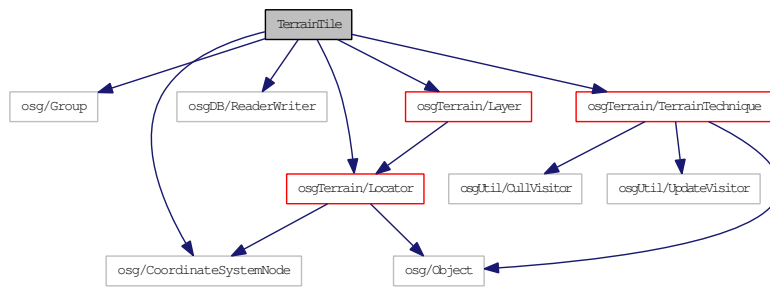 TerrainTile
osg/Group
osgDB/ReaderWriter
osgTerrain/Layer
osgTerrain/TerrainTechnique
osgTerrain/Locator
osgUtil/CullVisitor
osgUtil/UpdateVisitor
osg/CoordinateSystemNode
osg/Object